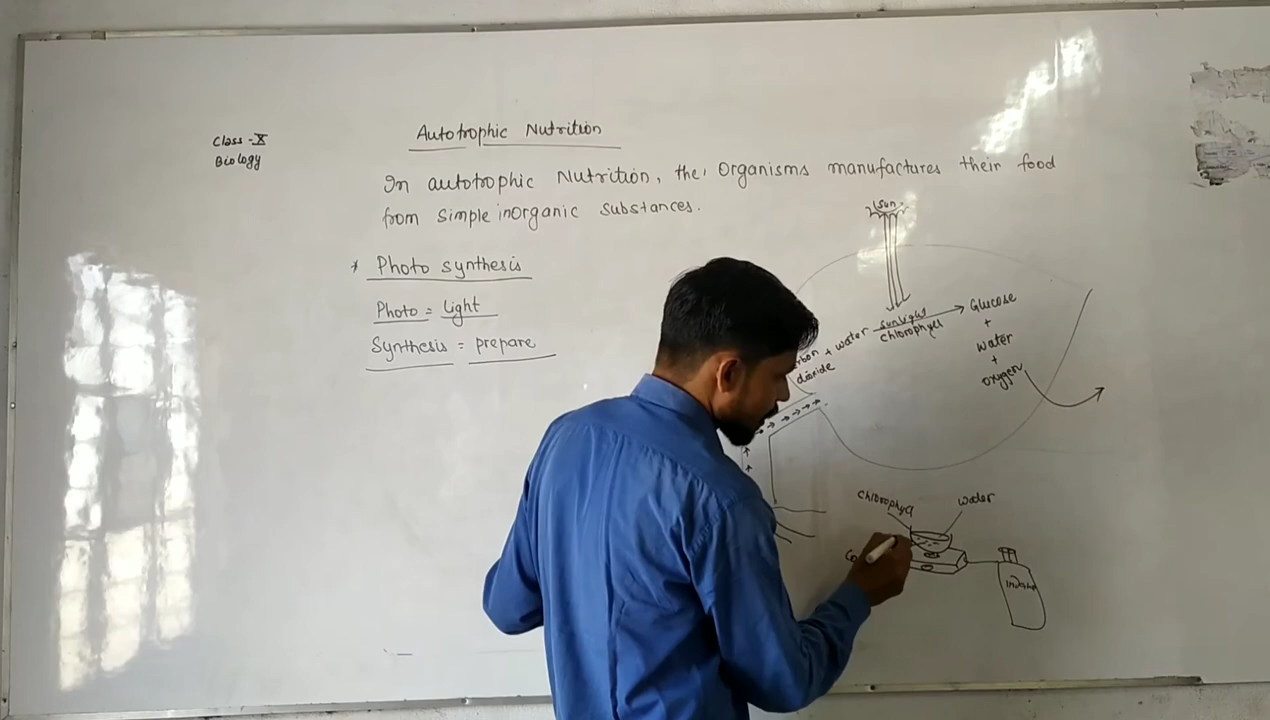 Class - X
Biology
Autotrophic Nutrition
In autotrophic Nutrition, the organisms manufactures their food
from simple inorganic substances.
* Photo synthesis
Photo = light
Synthesis = prepare
Sun
water
dioxide
sunlight
chlorophyll
Glucose
+
water
+
oxygen
chlorophyll
water